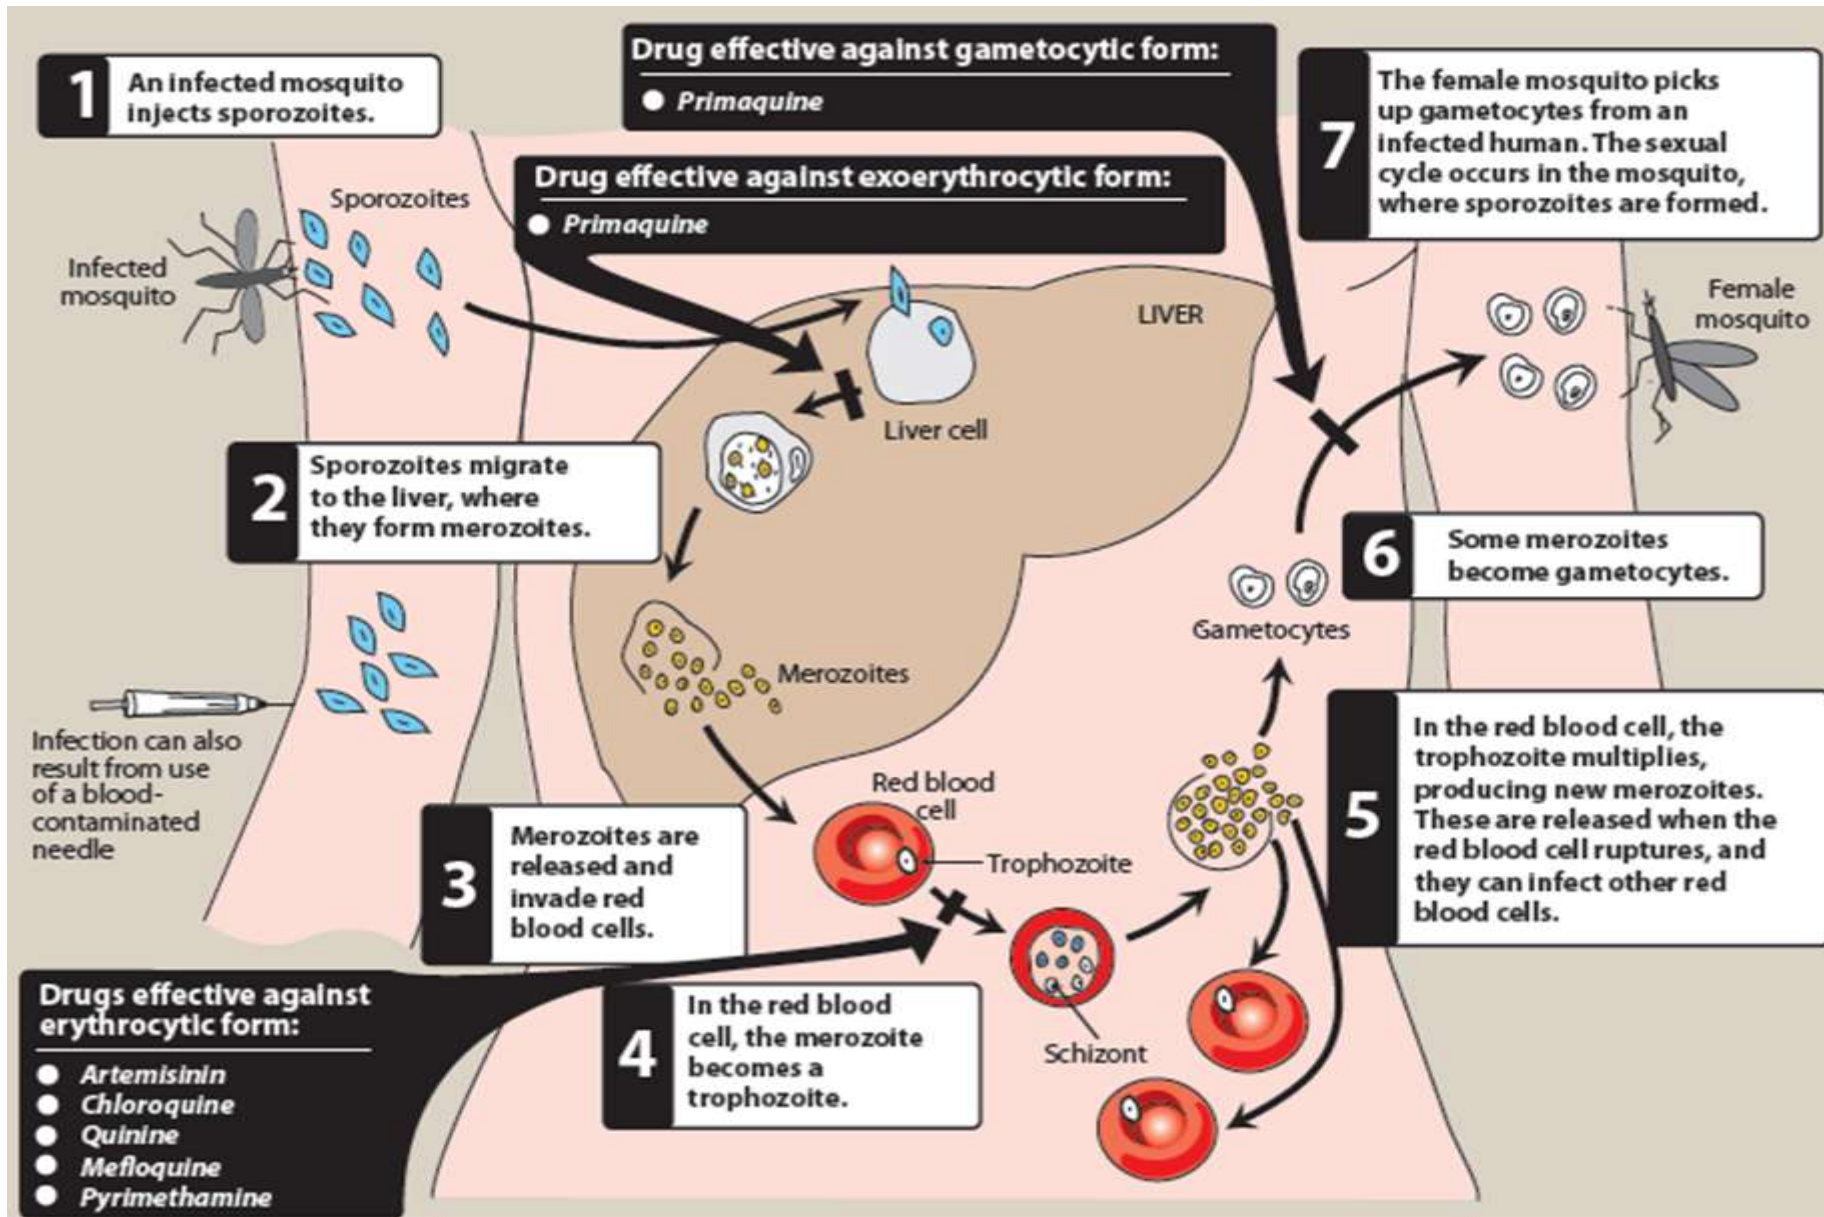 1
An infected mosquito
injects sporozoites.
Drug effective against gametocytic form:
Primaquine
7
The female mosquito picks
up gametocytes from an
infected human. The sexual
cycle occurs in the mosquito,
where sporozoites are formed.
Drug effective against exoerythrocytic form:
Primaquine
Sporozoites
Infected
mosquito
LIVER
Female
mosquito
Liver cell
2
Sporozoites migrate
to the liver, where
they form merozoites.
6
Some merozoites
become gametocytes.
Gametocytes
Merozoites
Infection can also
result from use
of a blood-
contaminated
needle
5
In the red blood cell, the
trophozoite multiplies,
producing new merozoites.
These are released when the
red blood cell ruptures, and
they can infect other red
blood cells.
Red blood
cell
Trophozoite
3
Merozoites are
released and
invade red
blood cells.
Drugs effective against
erythrocytic form:
Artemisinin
Chloroquine
Quinine
Mefloquine
Pyrimethamine
4
In the red blood
cell, the merozoite
becomes a
trophozoite.
Schizont